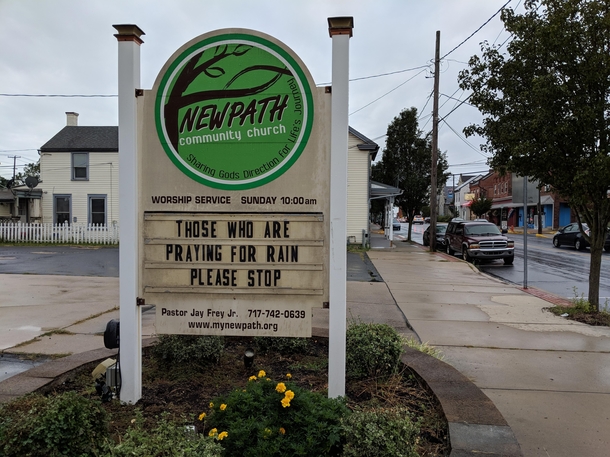 NEWPATH
community church
Sharing Gods Direction for Life's Journey
WORSHIP SERVICE SUNDAY 10:00am
THOSE WHO ARE
PRAYING FOR RAIN
PLEASE STOP
Pastor Jay Frey Jr. 717-742-0639
www.mynewpath.org